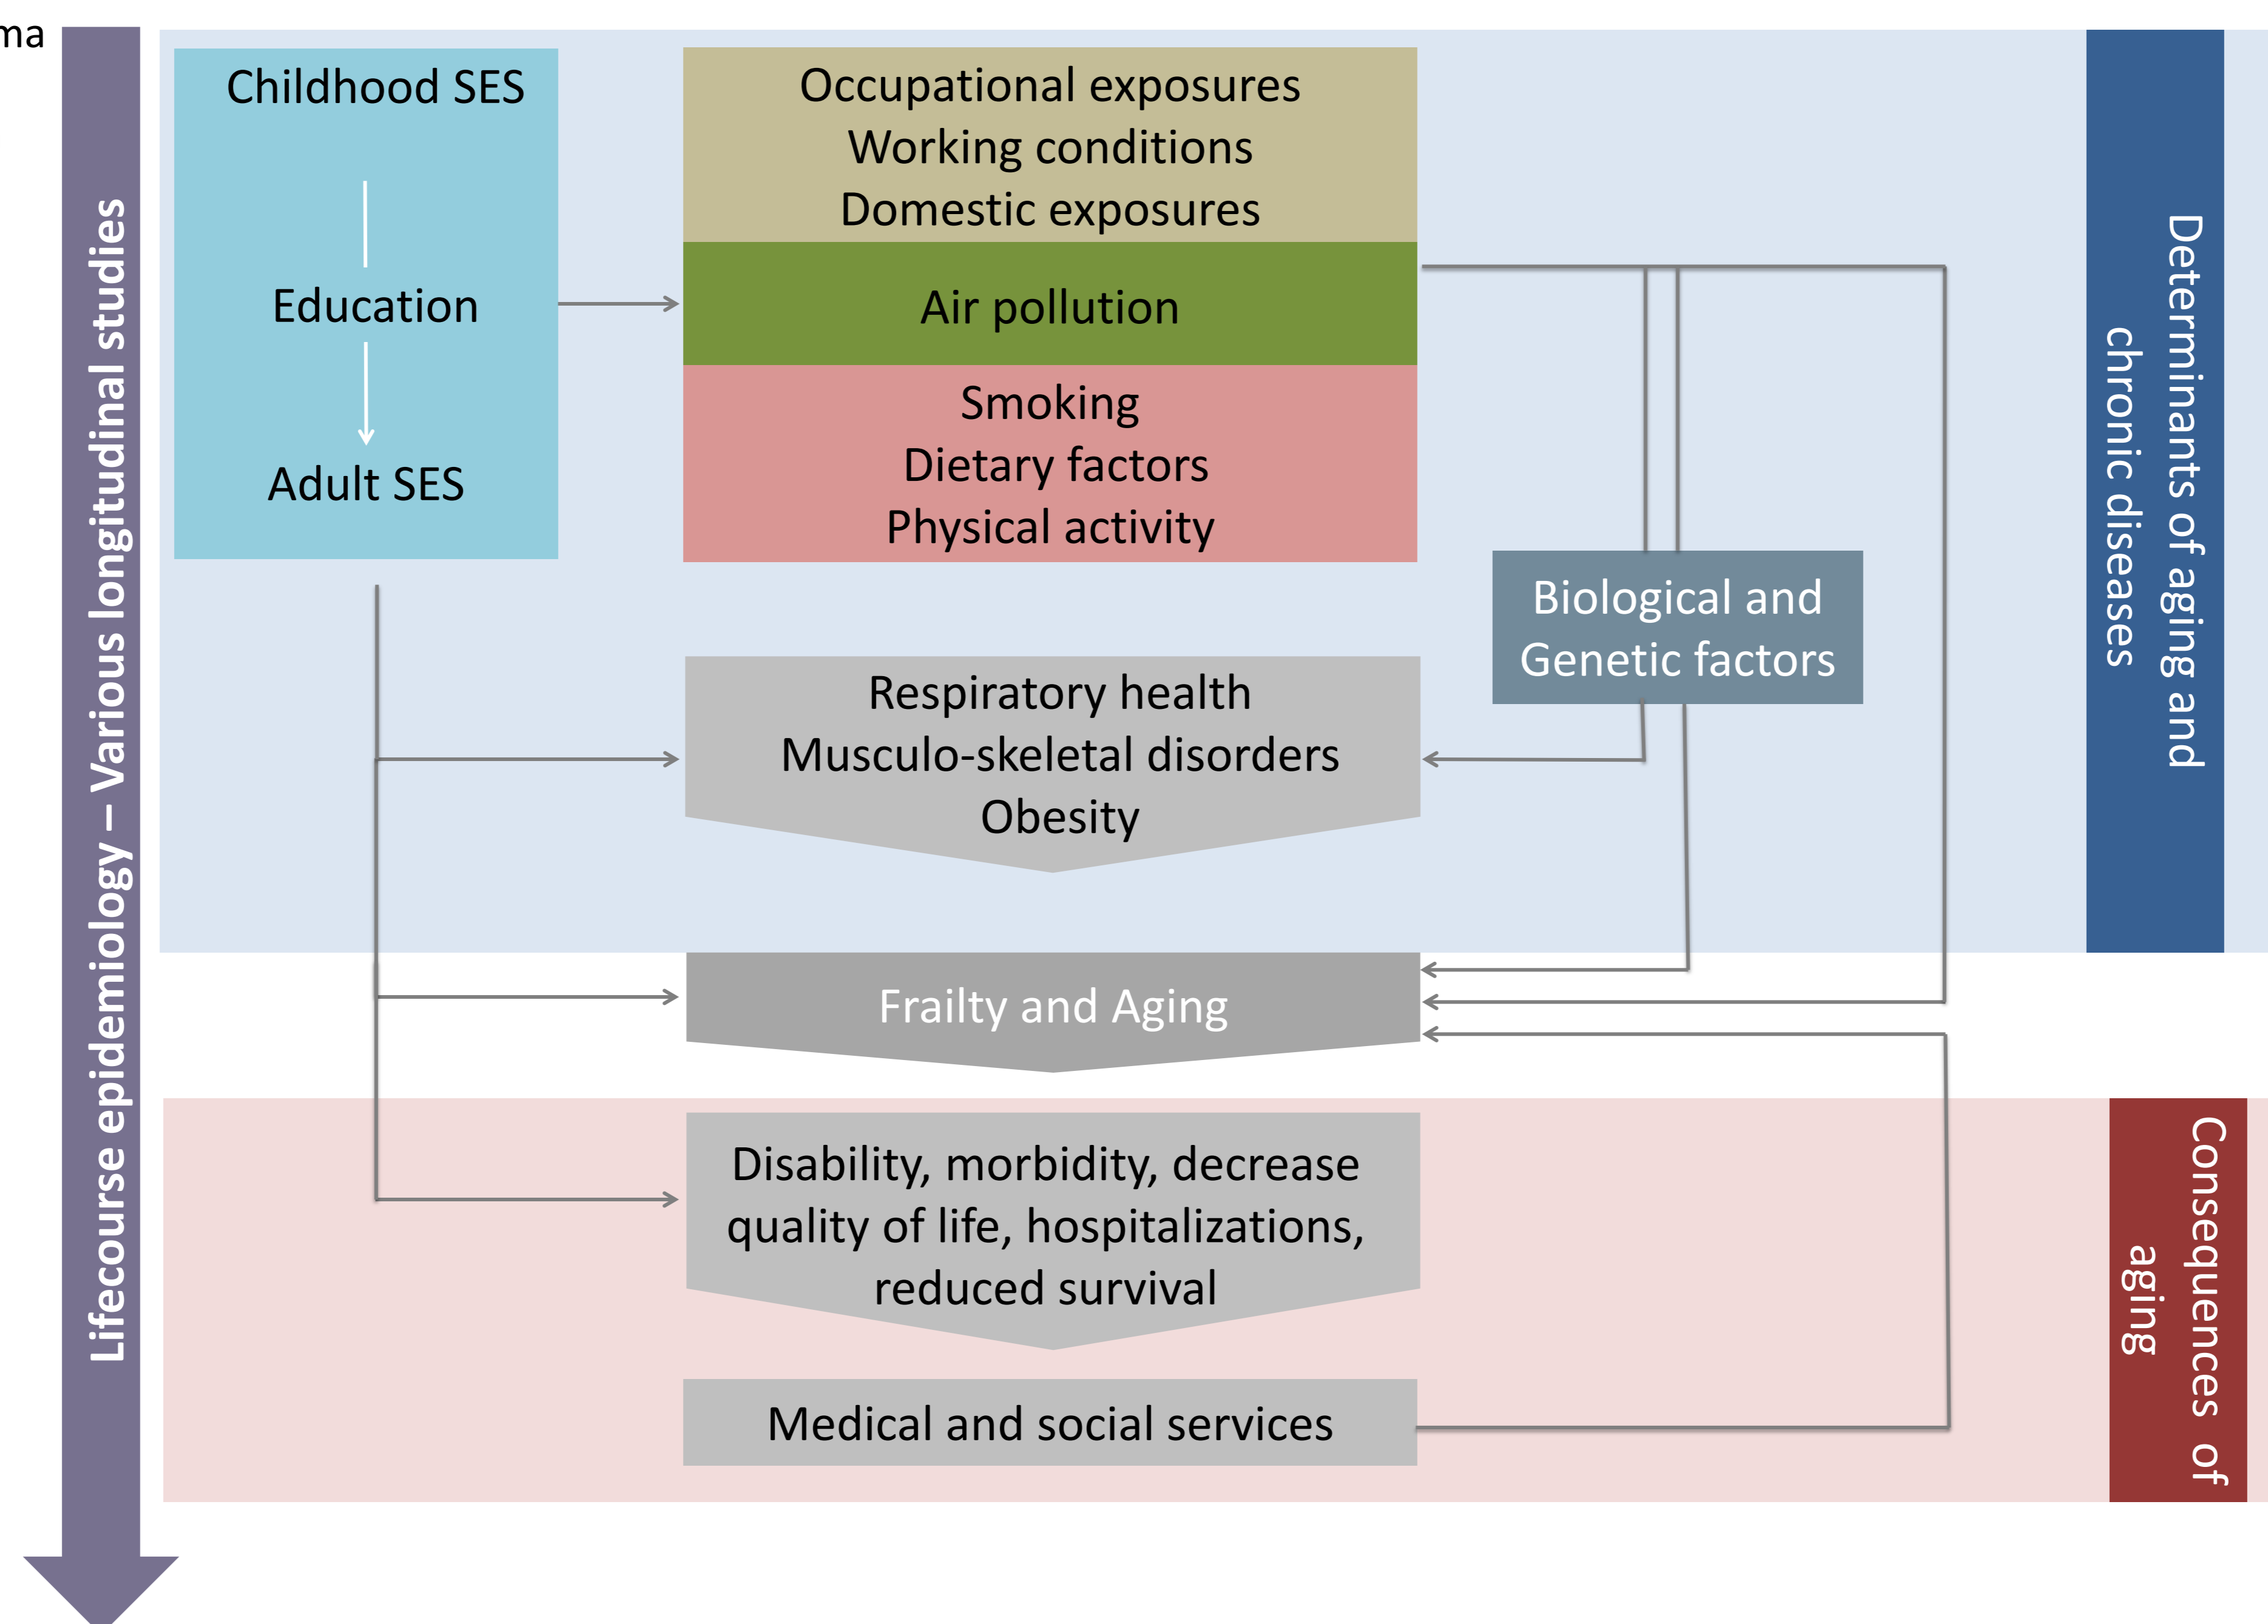 ma
Lifecourse epidemiology – Various longitudinal studies
Childhood SES
Education
Adult SES
Occupational exposures
Working conditions
Domestic exposures
Air pollution
Smoking
Dietary factors
Physical activity
Biological and
Genetic factors
Respiratory health
Musculo-skeletal disorders
Obesity
Determinants of aging and
chronic diseases
Frailty and Aging
Disability, morbidity, decrease
quality of life, hospitalizations,
reduced survival
Medical and social services
Consequences of
aging